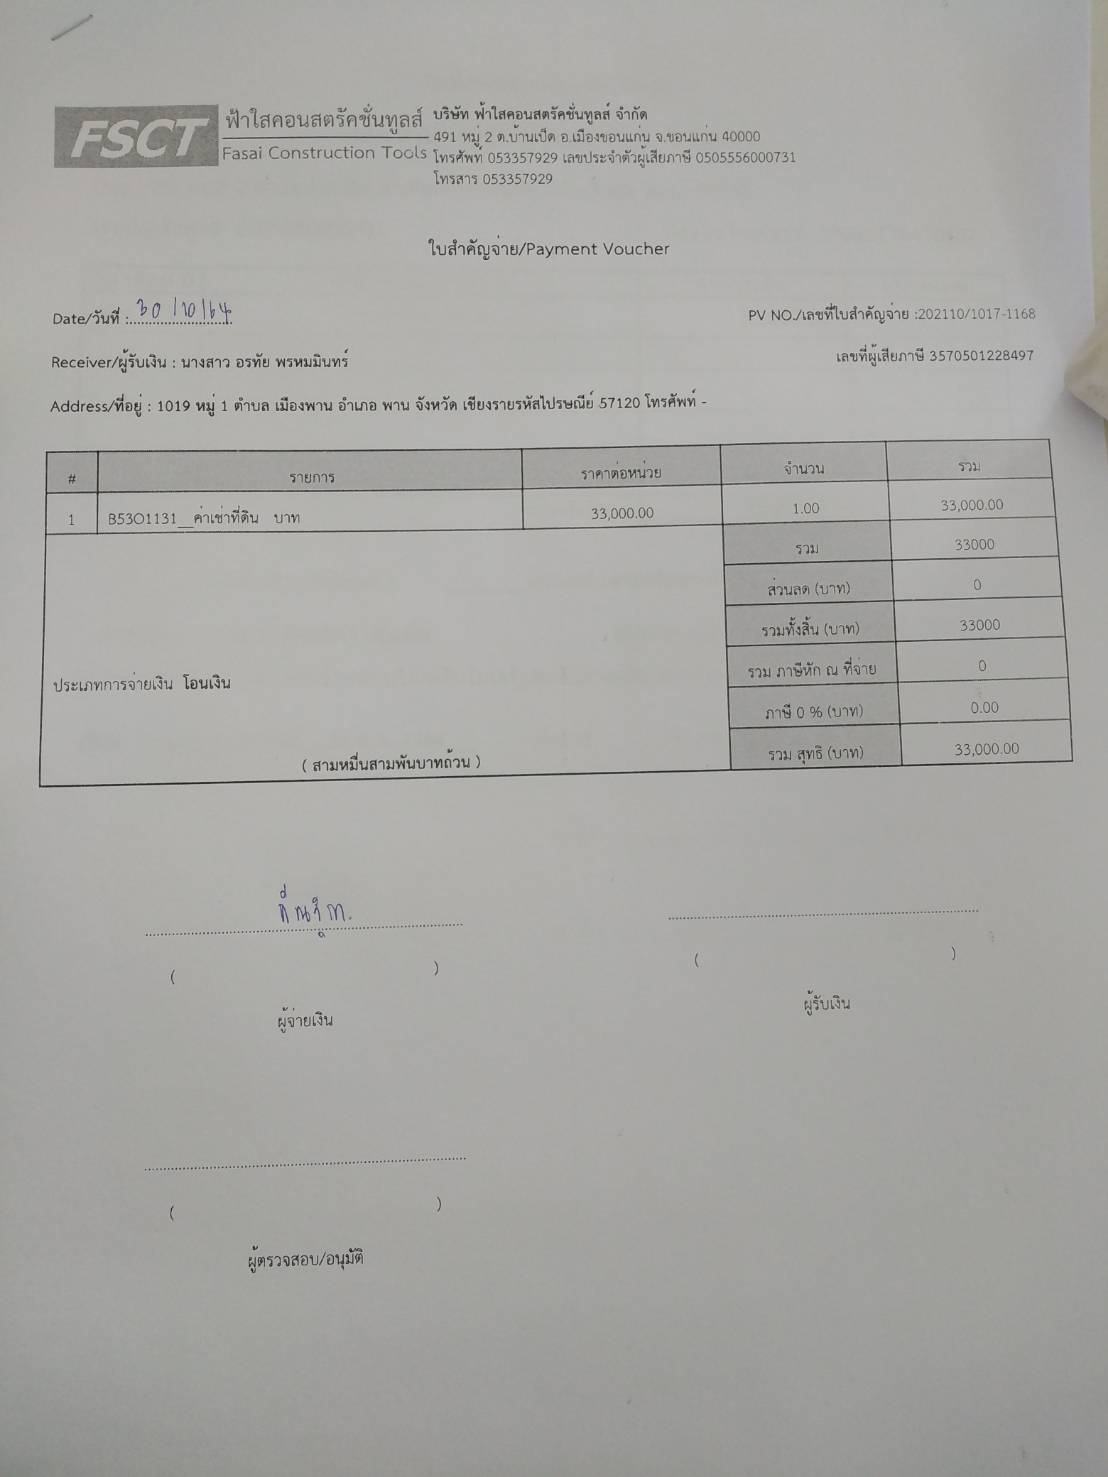 FSCT
ฟ้าใสคอนสตรัคชั่นทูลส์
Fasai Construction Tools
บริษัท ฟ้าใสคอนสตรัคชั่นทูลส์ จำกัด
491 หมู่ 2 ต.บ้านเป็ด อ.เมืองขอนแก่น จ.ขอนแก่น 40000
โทรศัพท์ 053357929 เลขประจำตัวผู้เสียภาษี 0505556000731
โทรสาร 053357929
ใบสำคัญจ่าย/Payment Voucher
Date/วันที่ : 30/10/64
PV NO./เลขที่ใบสำคัญจ่าย :202110/1017-1168
Receiver/ผู้รับเงิน : นางสาว อรทัย พรหมมินทร์
เลขที่ผู้เสียภาษี 3570501228497
Address/ที่อยู่ : 1019 หมู่ 1 ตำบล เมืองพาน อำเภอ พาน จังหวัด เชียงรายรหัสไปรษณีย์ 57120 โทรศัพท์ -
# รายการ ราคาต่อหน่วย จำนวน รวม
1 B53O1131__ค่าเช่าที่ดิน บาท 33,000.00 1.00 33,000.00
รวม 33000
ส่วนลด (บาท) 0
รวมทั้งสิ้น (บาท) 33000
รวม ภาษีหัก ณ ที่จ่าย 0
ประเภทการจ่ายเงิน โอนเงิน
ภาษี 0 % (บาท) 0.00
รวม สุทธิ (บาท) 33,000.00
( สามหมื่นสามพันบาทถ้วน )
( )
( )
ผู้จ่ายเงิน
ผู้รับเงิน
( )
ผู้ตรวจสอบ/อนุมัติ